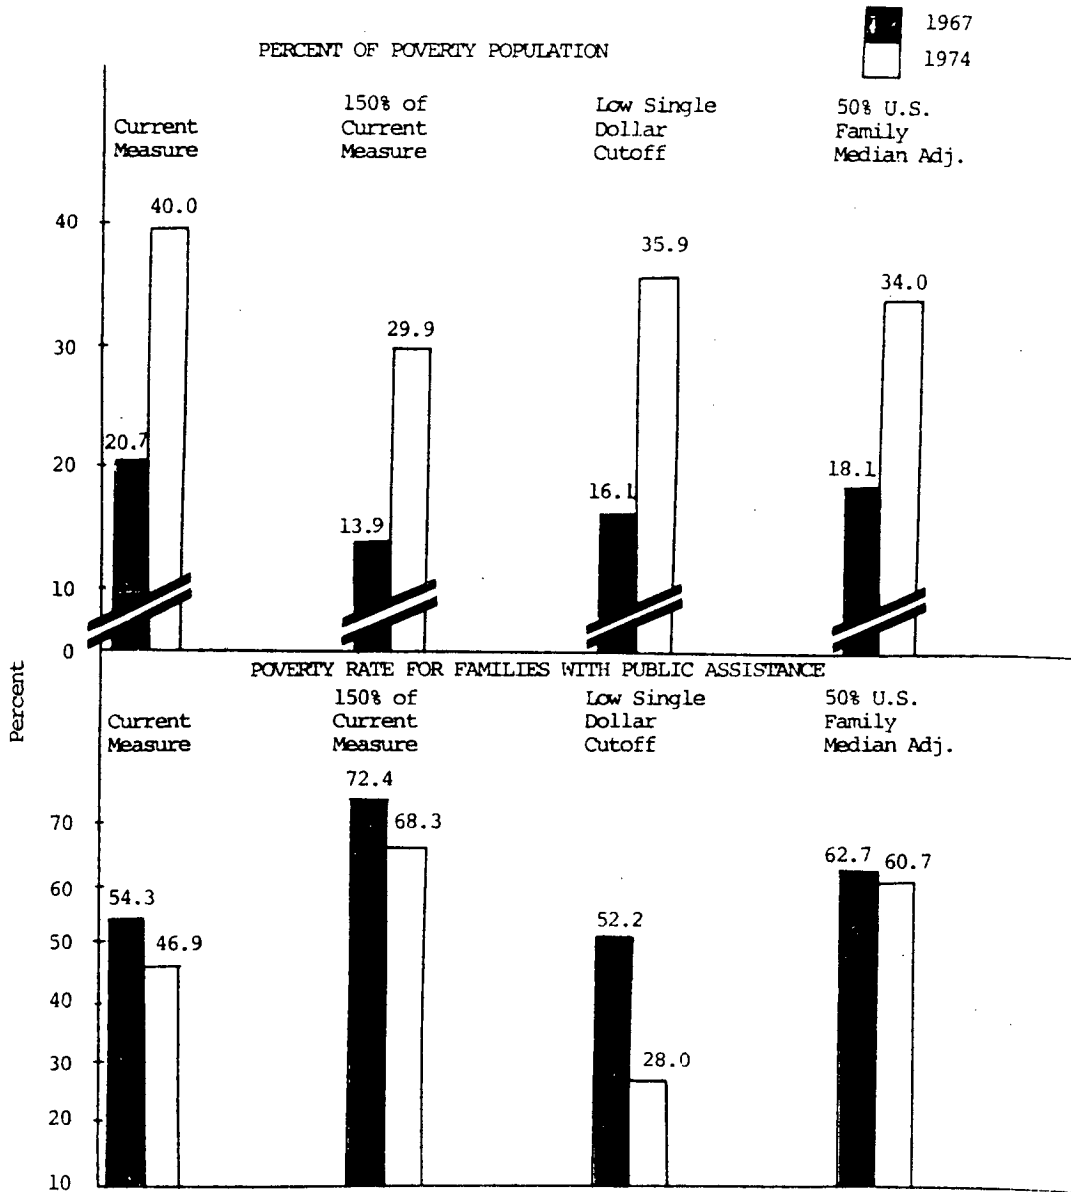 1967
1974
PERCENT OF POVERTY POPULATION
Current
Measure
150% of
Current
Measure
Low Single
Dollar
Cutoff
50% U.S.
Family
Median Adj.
40.0
40
35.9
34.0
30
29.9
20.7
20
13.9
16.1
18.1
10
0
Percent
POVERTY RATE FOR FAMILIES WITH PUBLIC ASSISTANCE
Current
Measure
150% of
Current
Measure
Low Single
Dollar
Cutoff
50% U.S.
Family
Median Adj.
72.4
70
68.3
62.7
60.7
60
54.3
52.2
50
46.9
40
30
28.0
20
10